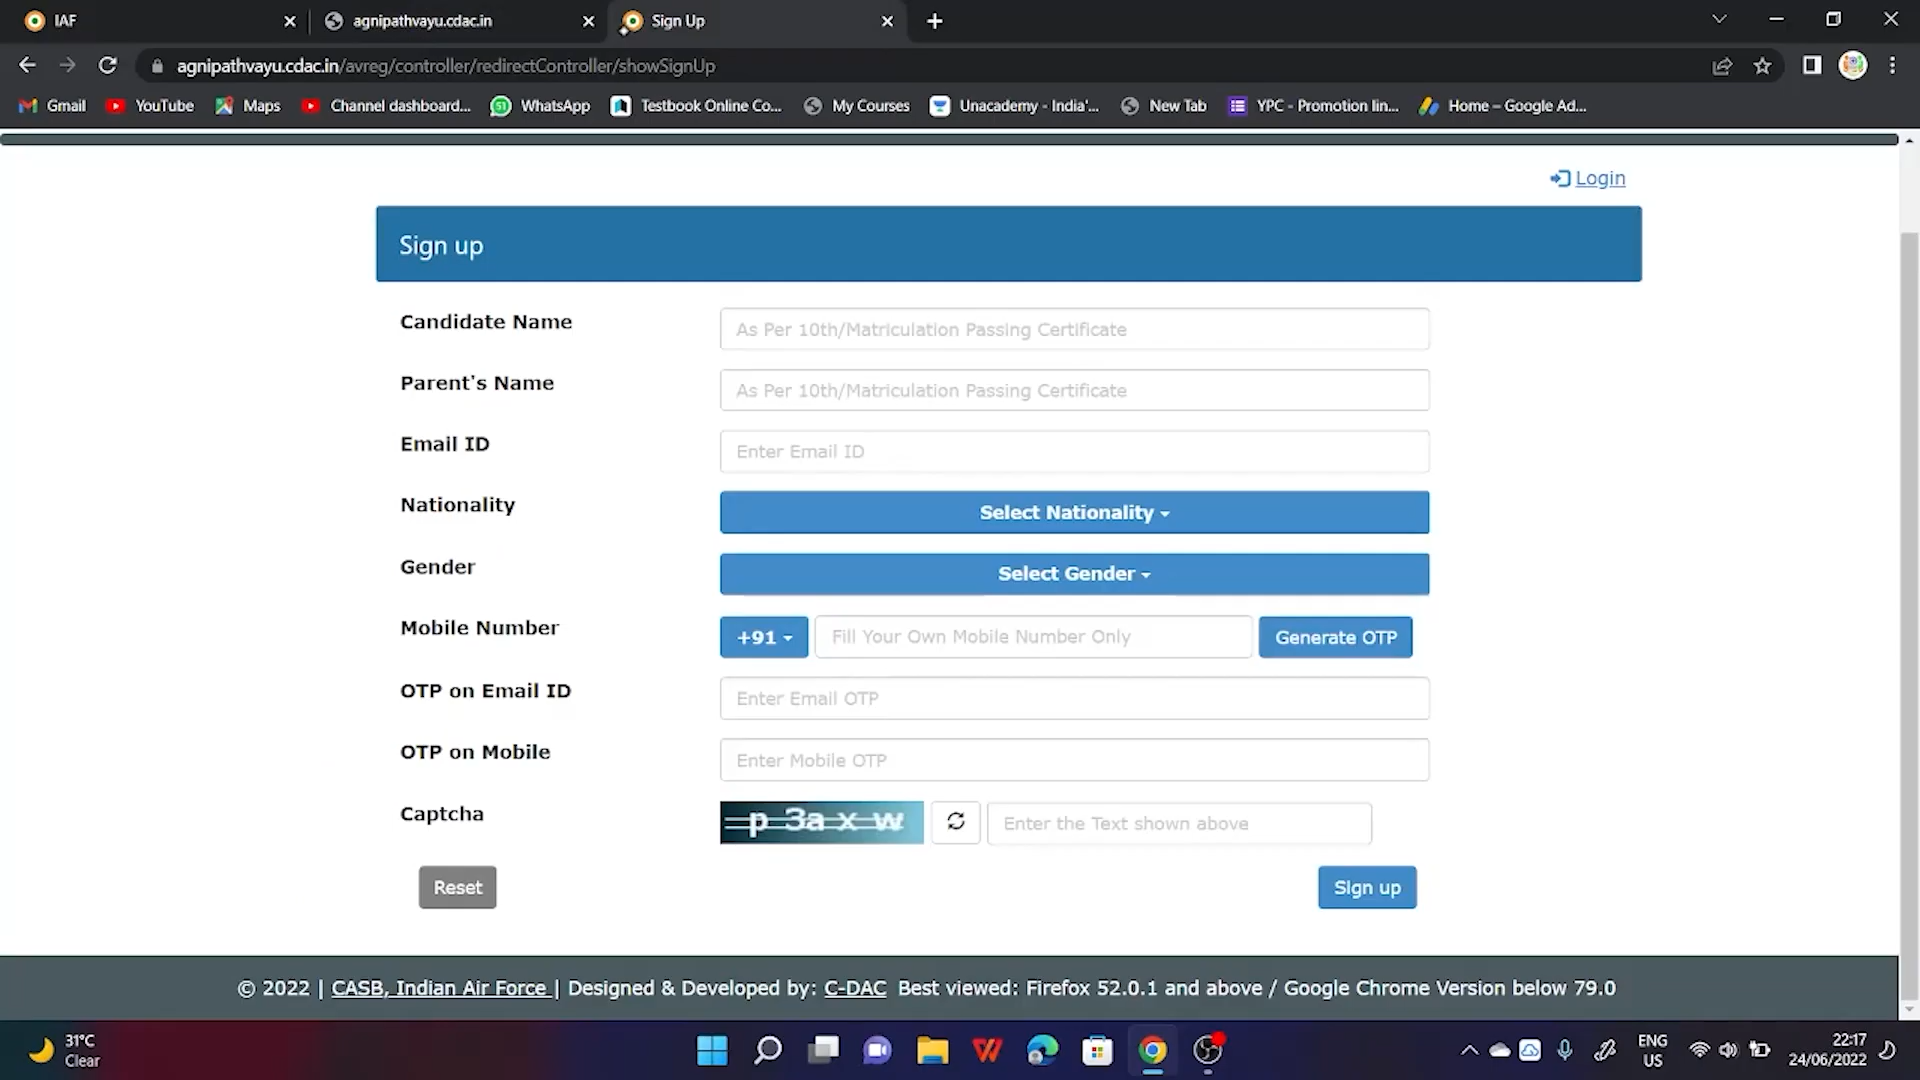 IAF
agnipathvayu.cdac.in
Sign Up
agnipathvayu.cdac.in/avreg/controller/redirectController/showSignUp
Gmail
YouTube
Maps
Channel dashboard...
WhatsApp
Testbook Online Co...
My Courses
Unacademy - India'...
New Tab
YPC - Promotion lin...
Home – Google Ad...
Login
Sign up
Candidate Name
As Per 10th/Matriculation Passing Certificate
Parent's Name
As Per 10th/Matriculation Passing Certificate
Email ID
Enter Email ID
Nationality
Select Nationality
Gender
Select Gender
Mobile Number
+91
Fill Your Own Mobile Number Only
Generate OTP
OTP on Email ID
Enter Email OTP
OTP on Mobile
Enter Mobile OTP
Captcha
p 3a x w
Enter the Text shown above
Reset
Sign up
© 2022 | CASB, Indian Air Force | Designed & Developed by: C-DAC Best viewed: Firefox 52.0.1 and above / Google Chrome Version below 79.0
31°C
Clear
ENG
US
22:17
24/06/2022